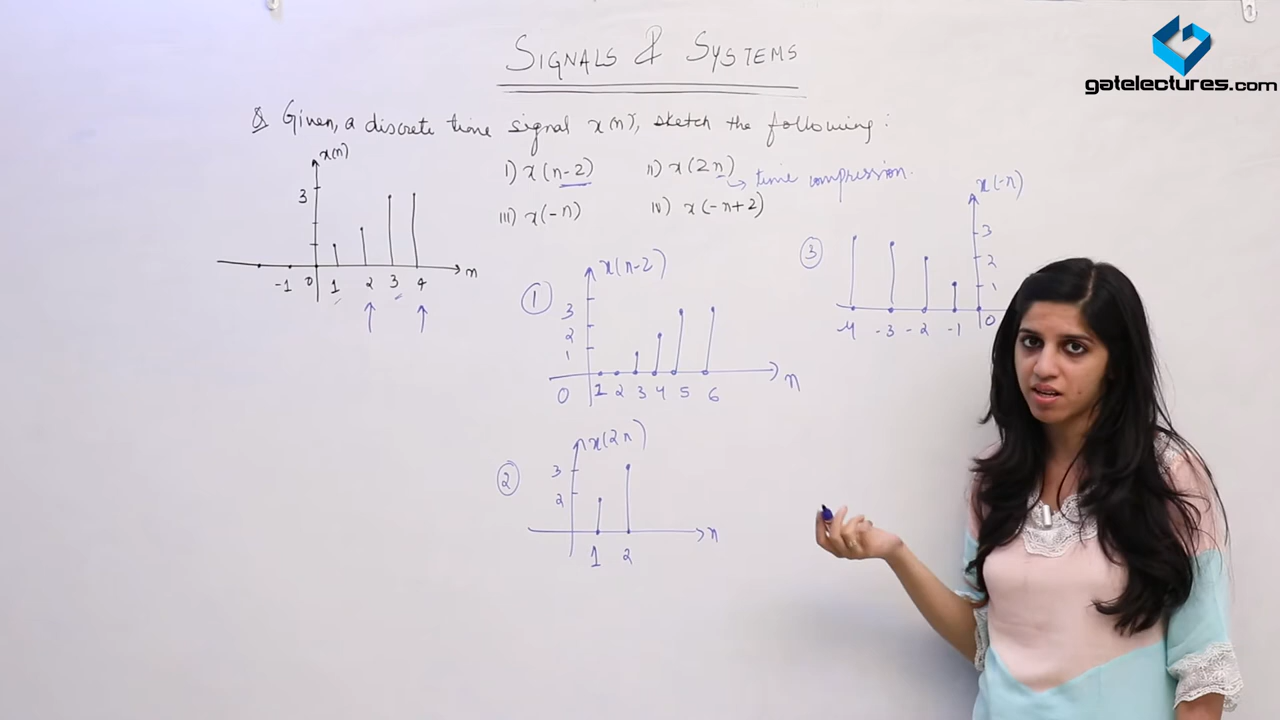 SIGNALS & SYSTEMS
gatelectures.com
Q Given, a discrete time signal x(n), sketch the following:
i) x(n-2) ii) x(2n)
time compression.
iii) x(-n) iv) x(-n+2)
x(n)
3
-1 0 1 2 3 4 n
1 x(n-2)
3
2
1
0 1 2 3 4 5 6 n
2 x(2n)
3
2
1 2 n
3 x(-n)
3
2
1
-4 -3 -2 -1 0